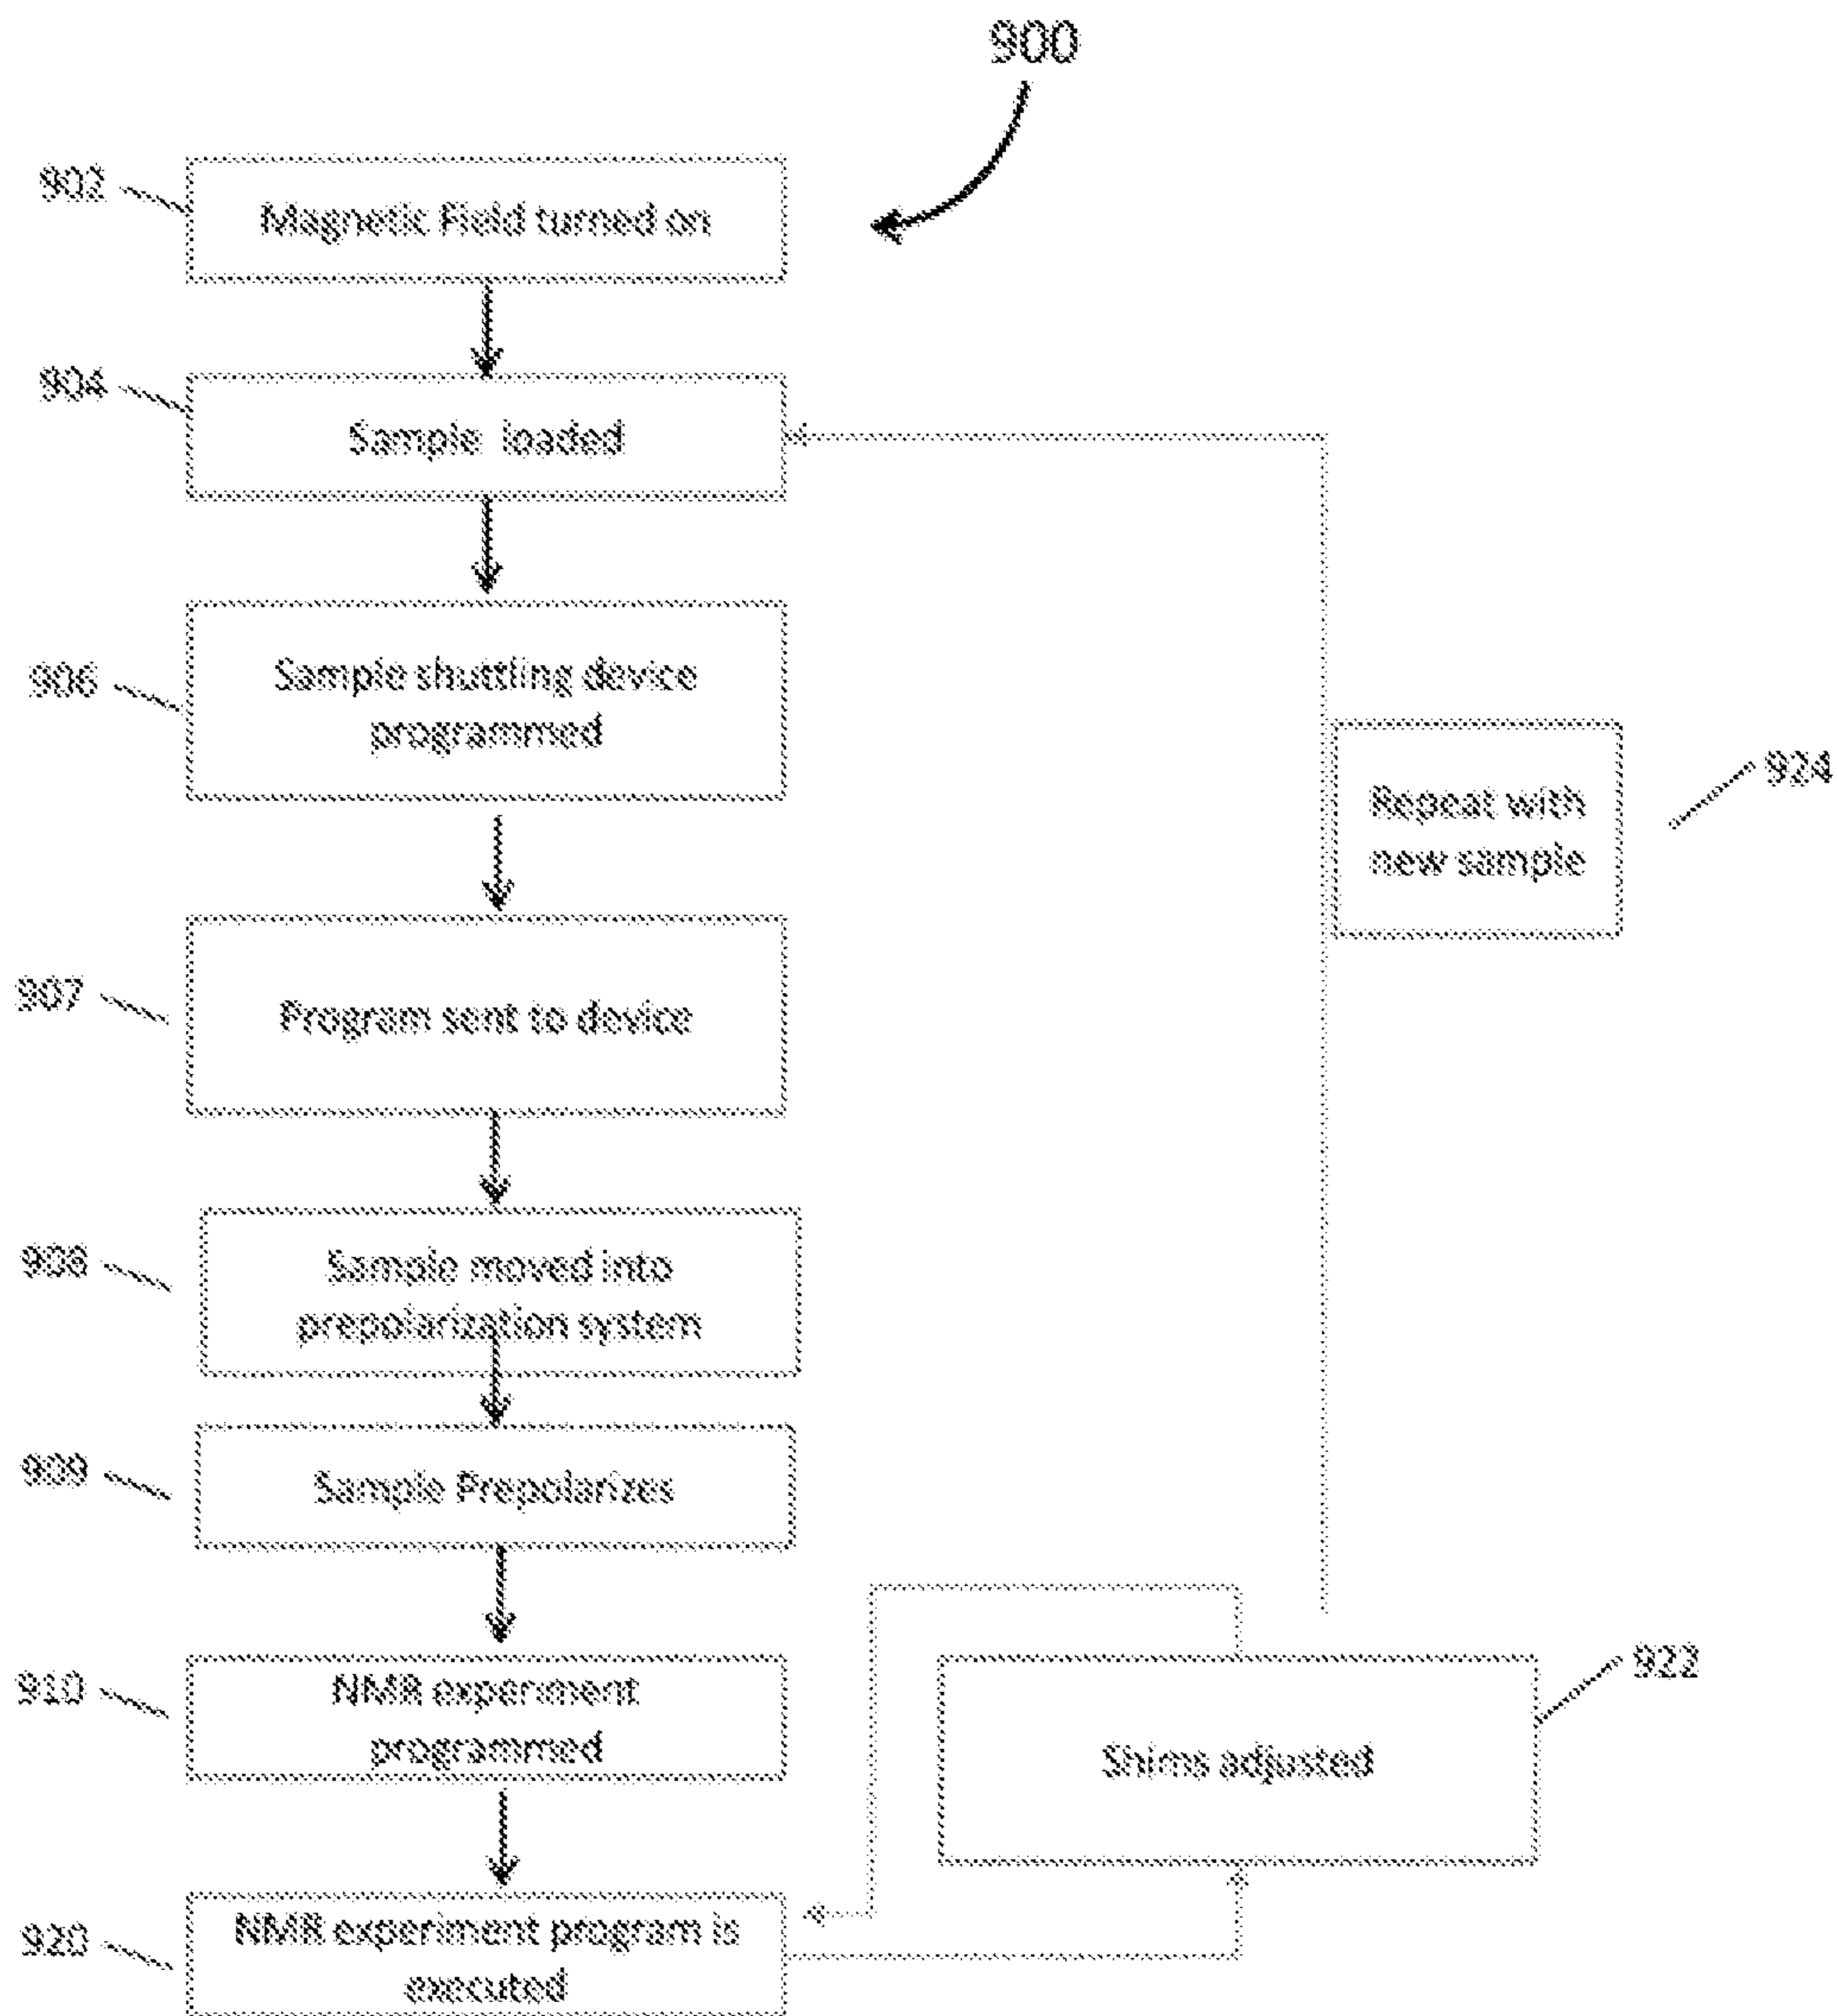 900
902
Magnetic Field turned on
904
Sample loaded
906
Sample shuttling device
programmed
924
Repeat with
new sample
907
Program sent to device
908
Sample moved into
prepolarization system
909
Sample Prepolarizes
910
NMR experiment
programmed
922
Shims adjusted
920
NMR experiment program is
executed